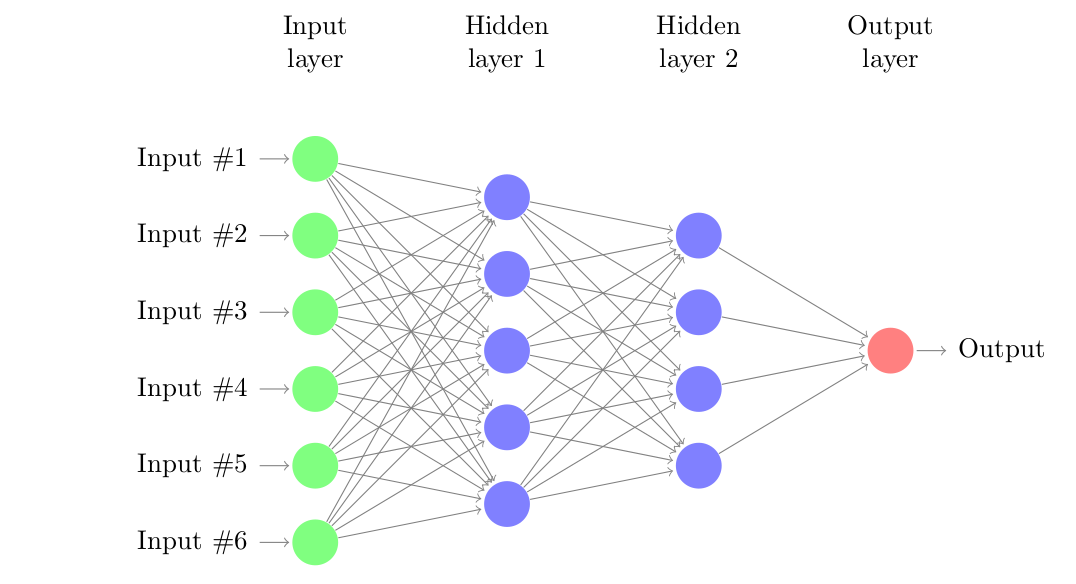 Input
layer
Hidden
layer 1
Hidden
layer 2
Output
layer
Input #1
Input #2
Input #3
Input #4
Input #5
Input #6
Output